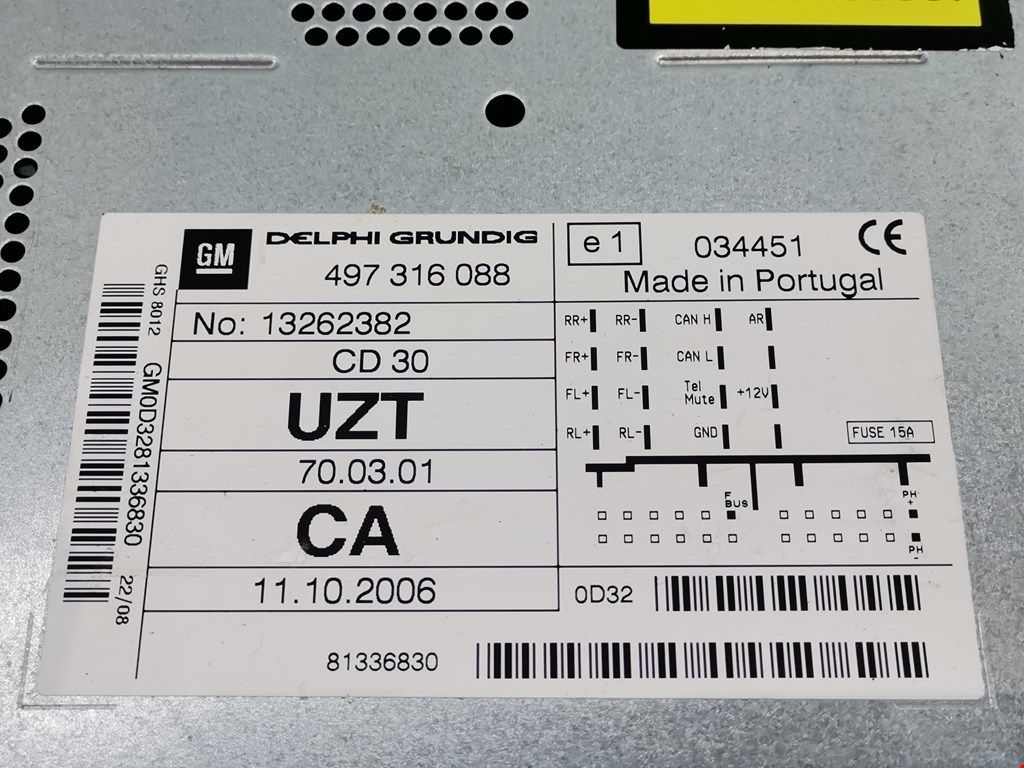 GM
DELPHI GRUNDIG
497 316 088
No: 13262382
CD 30
UZT
70.03.01
CA
11.10.2006
e 1
034451
CE
Made in Portugal
RR+ RR- CAN H AR
FR+ FR- CAN L
FL+ FL- Tel Mute +12V
RL+ RL- GND
FUSE 15A
F BUS
PH +
PH -
0D32
81336830
GHS 8012
GM0D3281336830
22/08